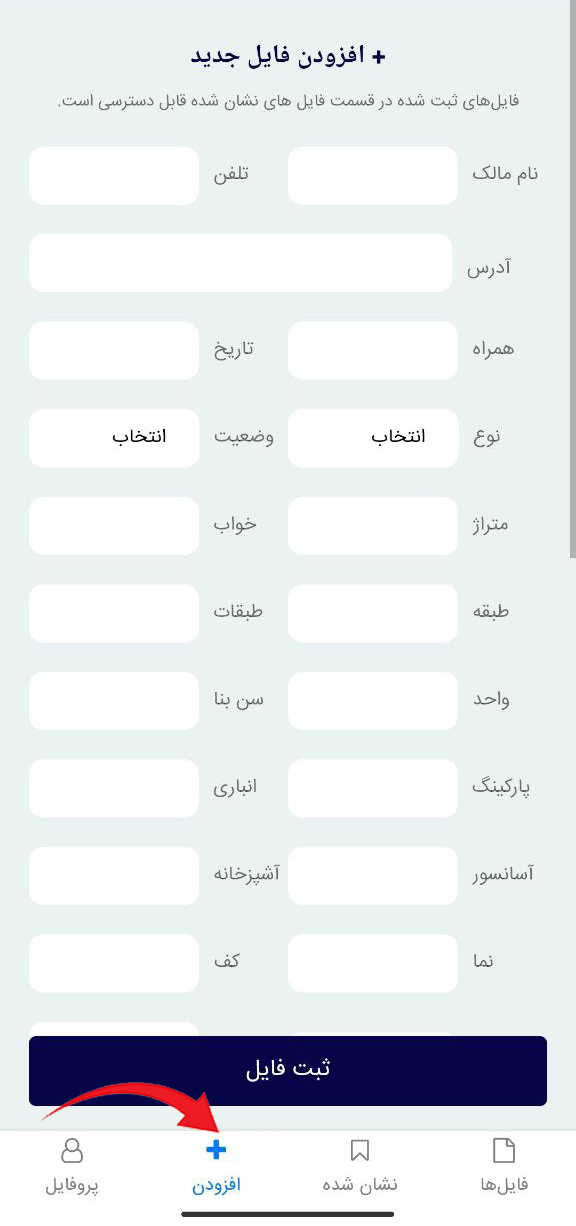 + افزودن فایل جدید
فایل‌های ثبت شده در قسمت فایل های نشان شده قابل دسترسی است.
نام مالک تلفن
آدرس
همراه تاریخ
نوع انتخاب وضعیت انتخاب
متراژ خواب
طبقه طبقات
واحد سن بنا
پارکینگ انباری
آسانسور آشپزخانه
نما کف
ثبت فایل
فایل‌ها نشان شده افزودن پروفایل